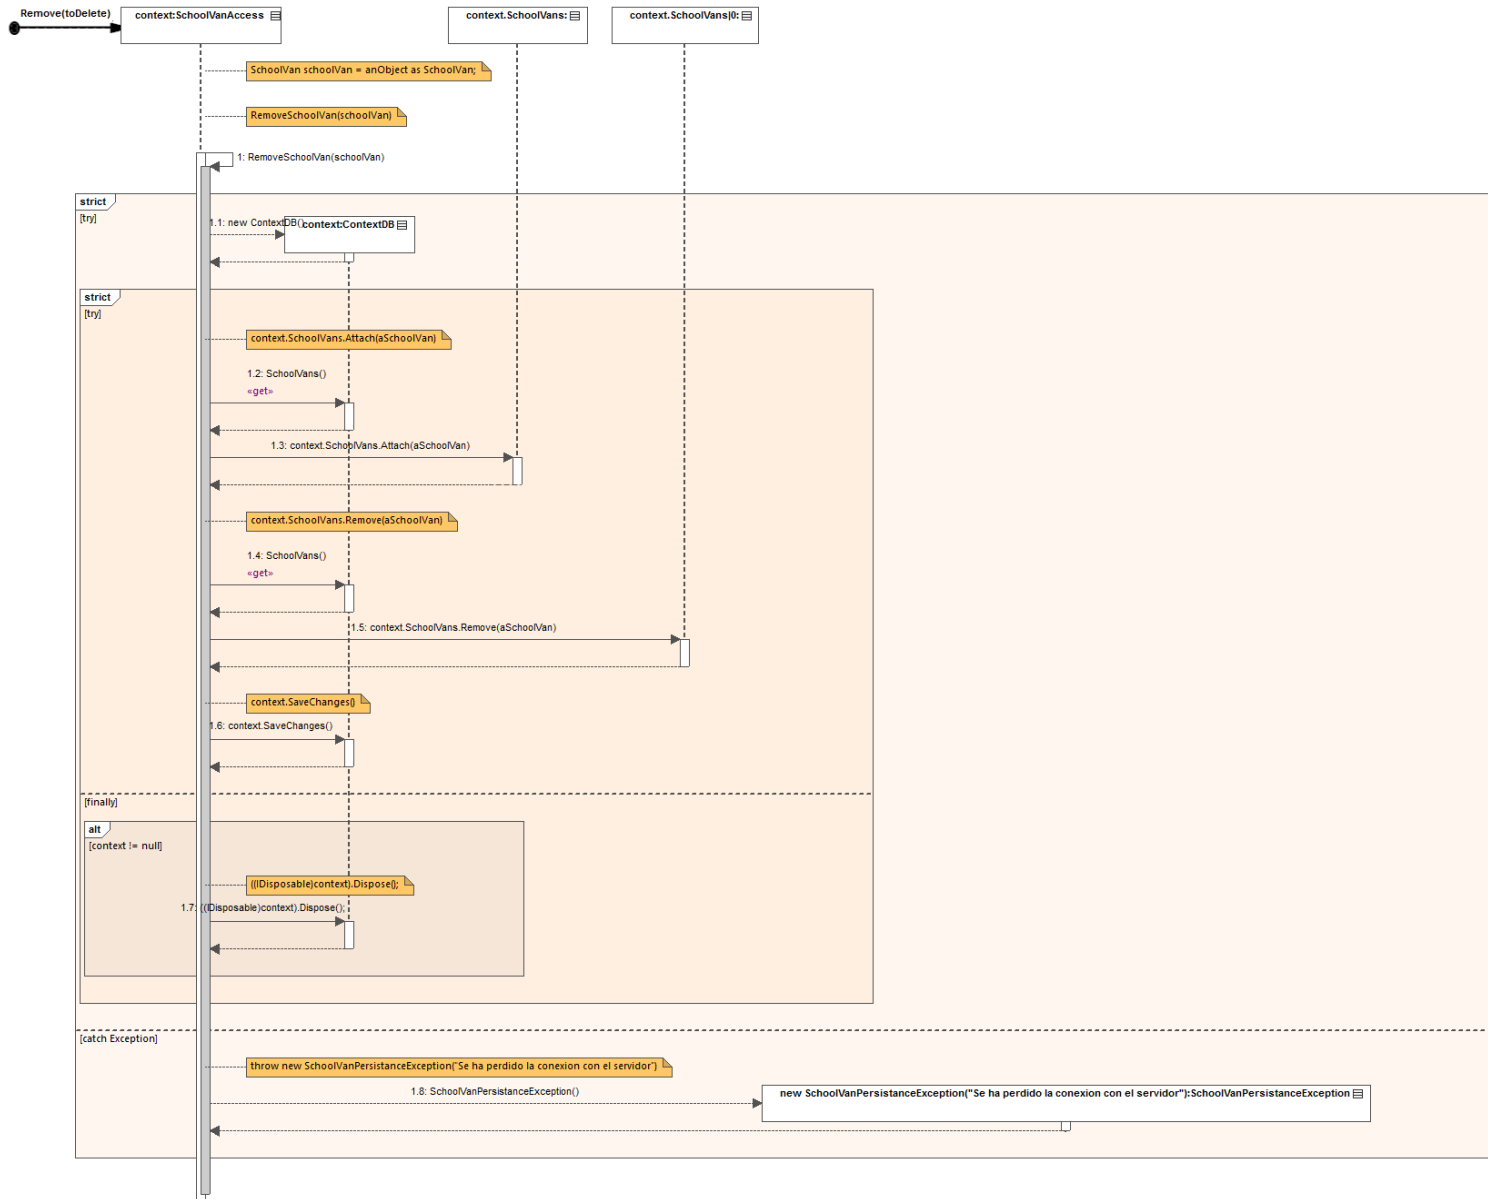 Remove(toDelete)
context:SchoolVanAccess
context.SchoolVans:
context.SchoolVans|0:
SchoolVan schoolVan = anObject as SchoolVan;
RemoveSchoolVan(schoolVan)
1: RemoveSchoolVan(schoolVan)
strict
[try]
1.1: new ContextDB()
context:ContextDB
strict
[try]
context.SchoolVans.Attach(aSchoolVan)
1.2: SchoolVans()
«get»
1.3: context.SchoolVans.Attach(aSchoolVan)
context.SchoolVans.Remove(aSchoolVan)
1.4: SchoolVans()
«get»
1.5: context.SchoolVans.Remove(aSchoolVan)
context.SaveChanges()
1.6: context.SaveChanges()
[finally]
alt
[context != null]
((IDisposable)context).Dispose();
1.7: ((IDisposable)context).Dispose();
[catch Exception]
throw new SchoolVanPersistanceException("Se ha perdido la conexion con el servidor")
1.8: SchoolVanPersistanceException()
new SchoolVanPersistanceException("Se ha perdido la conexion con el servidor"):SchoolVanPersistanceException